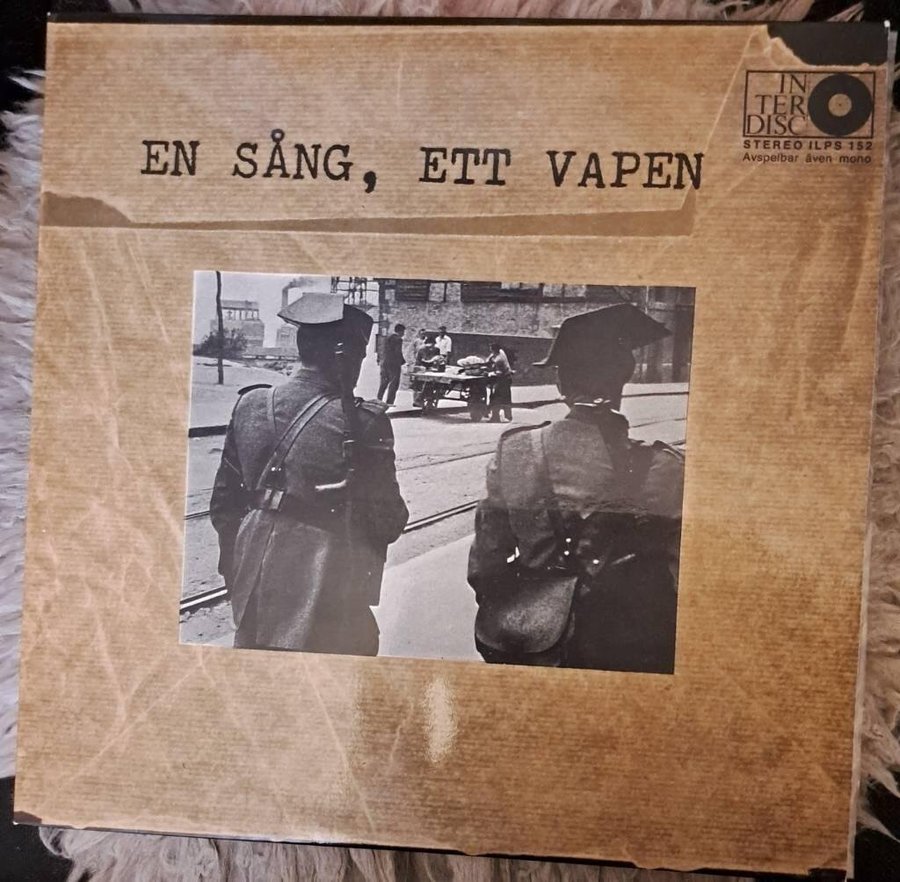 EN SÅNG, ETT VAPEN
IN
TER
DISC
STEREO ILPS 152
Avspelbar även mono